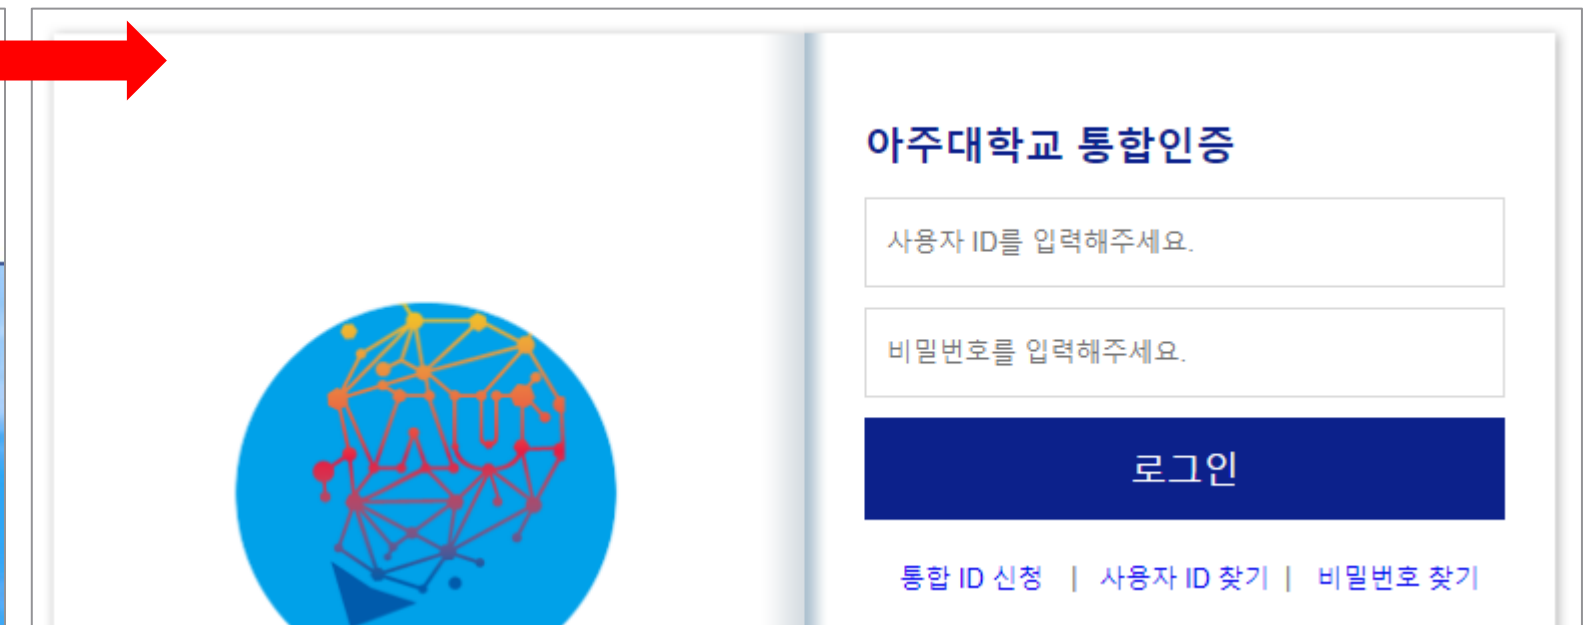 아주대학교 통합인증
사용자 ID를 입력해주세요.
비밀번호를 입력해주세요.
로그인
통합 ID 신청 | 사용자 ID 찾기 | 비밀번호 찾기